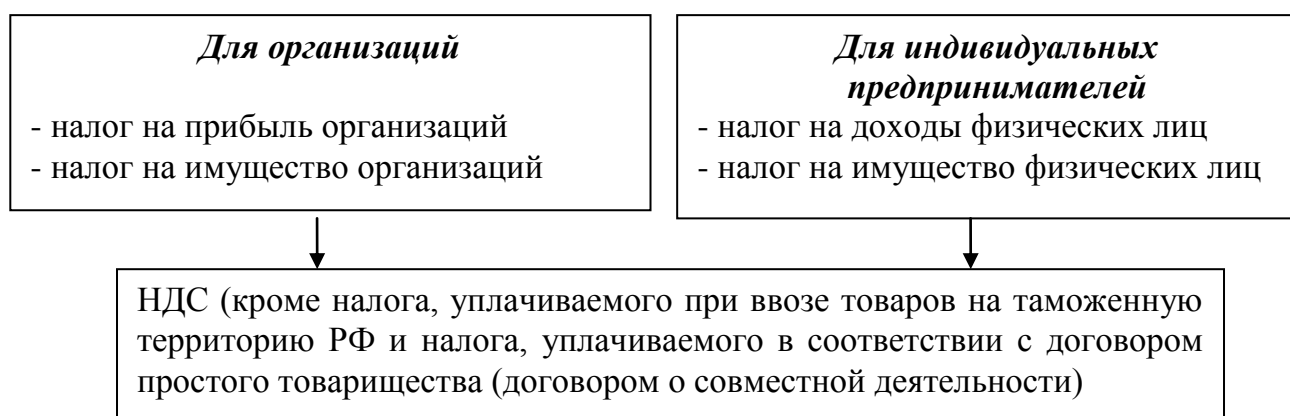 Для организаций
- налог на прибыль организаций
- налог на имущество организаций
Для индивидуальных
предпринимателей
- налог на доходы физических лиц
- налог на имущество физических лиц
НДС (кроме налога, уплачиваемого при ввозе товаров на таможенную
территорию РФ и налога, уплачиваемого в соответствии с договором
простого товарищества (договором о совместной деятельности)